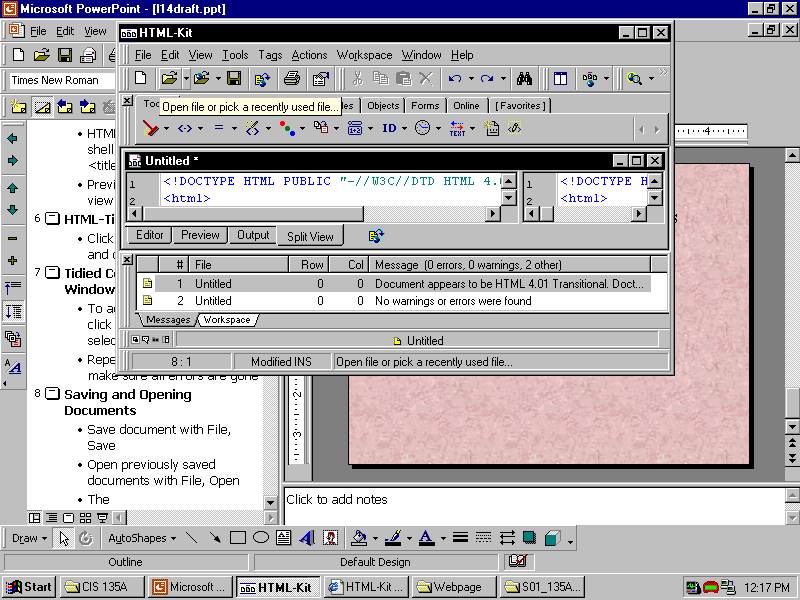 Microsoft PowerPoint - [l14draft.ppt]
File Edit View
Times New Roman
HTML-Kit
File Edit View Tools Tags Actions Workspace Window Help
Objects Forms Online [ Favorites ]
Open file or pick a recently used file...
ID
TEXT
Untitled *
1 <!DOCTYPE HTML PUBLIC "-//W3C//DTD HTML 4.
2 <html>
1 <!DOCTYPE H
2 <html>
Editor Preview Output Split View
# File Row Col Message (0 errors, 0 warnings, 2 other)
1 Untitled 0 0 Document appears to be HTML 4.01 Transitional. Doct...
2 Untitled 0 0 No warnings or errors were found
Messages Workspace
Untitled
8 : 1 Modified INS Open file or pick a recently used file...
• HTM
shell
<title
• Previ
view
6 HTML-Ti
• Click
and c
7 Tidied Co
Window
• To ac
click
selec
• Repe
make sure all errors are gone
8 Saving and Opening
Documents
• Save document with File,
Save
• Open previously saved
documents with File, Open
• The
4
2
3
Click to add notes
Draw AutoShapes
Outline Default Design
Start CIS 135A Microsoft ... HTML-Kit HTML-Kit ... Webpage S01_135A... 12:17 PM